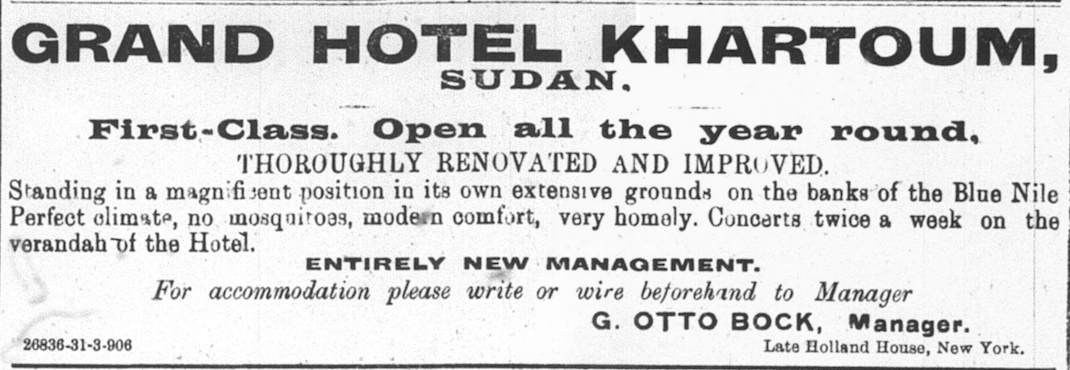 GRAND HOTEL KHARTOUM,
SUDAN.
First-Class. Open all the year round,
THOROUGHLY RENOVATED AND IMPROVED.
Standing in a magnificent position in its own extensive grounds on the banks of the Blue Nile
Perfect climate, no mosquitoes, modern comfort, very homely. Concerts twice a week on the
verandah of the Hotel.
ENTIRELY NEW MANAGEMENT.
For accommodation please write or wire beforehand to Manager
G. OTTO BOCK, Manager.
Late Holland House, New York.
26836-31-3-906